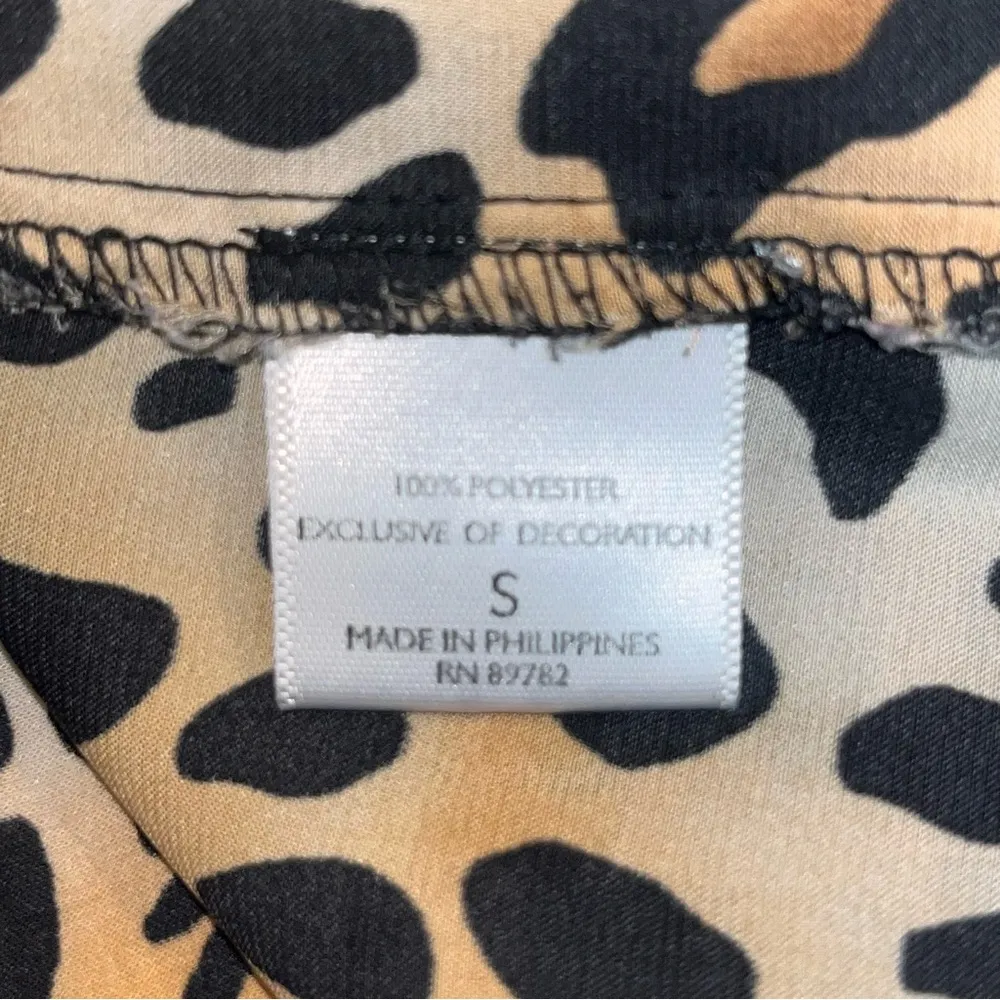 100% POLYESTER
EXCLUSIVE OF DECORATION
S
MADE IN PHILIPPINES
RN 89782